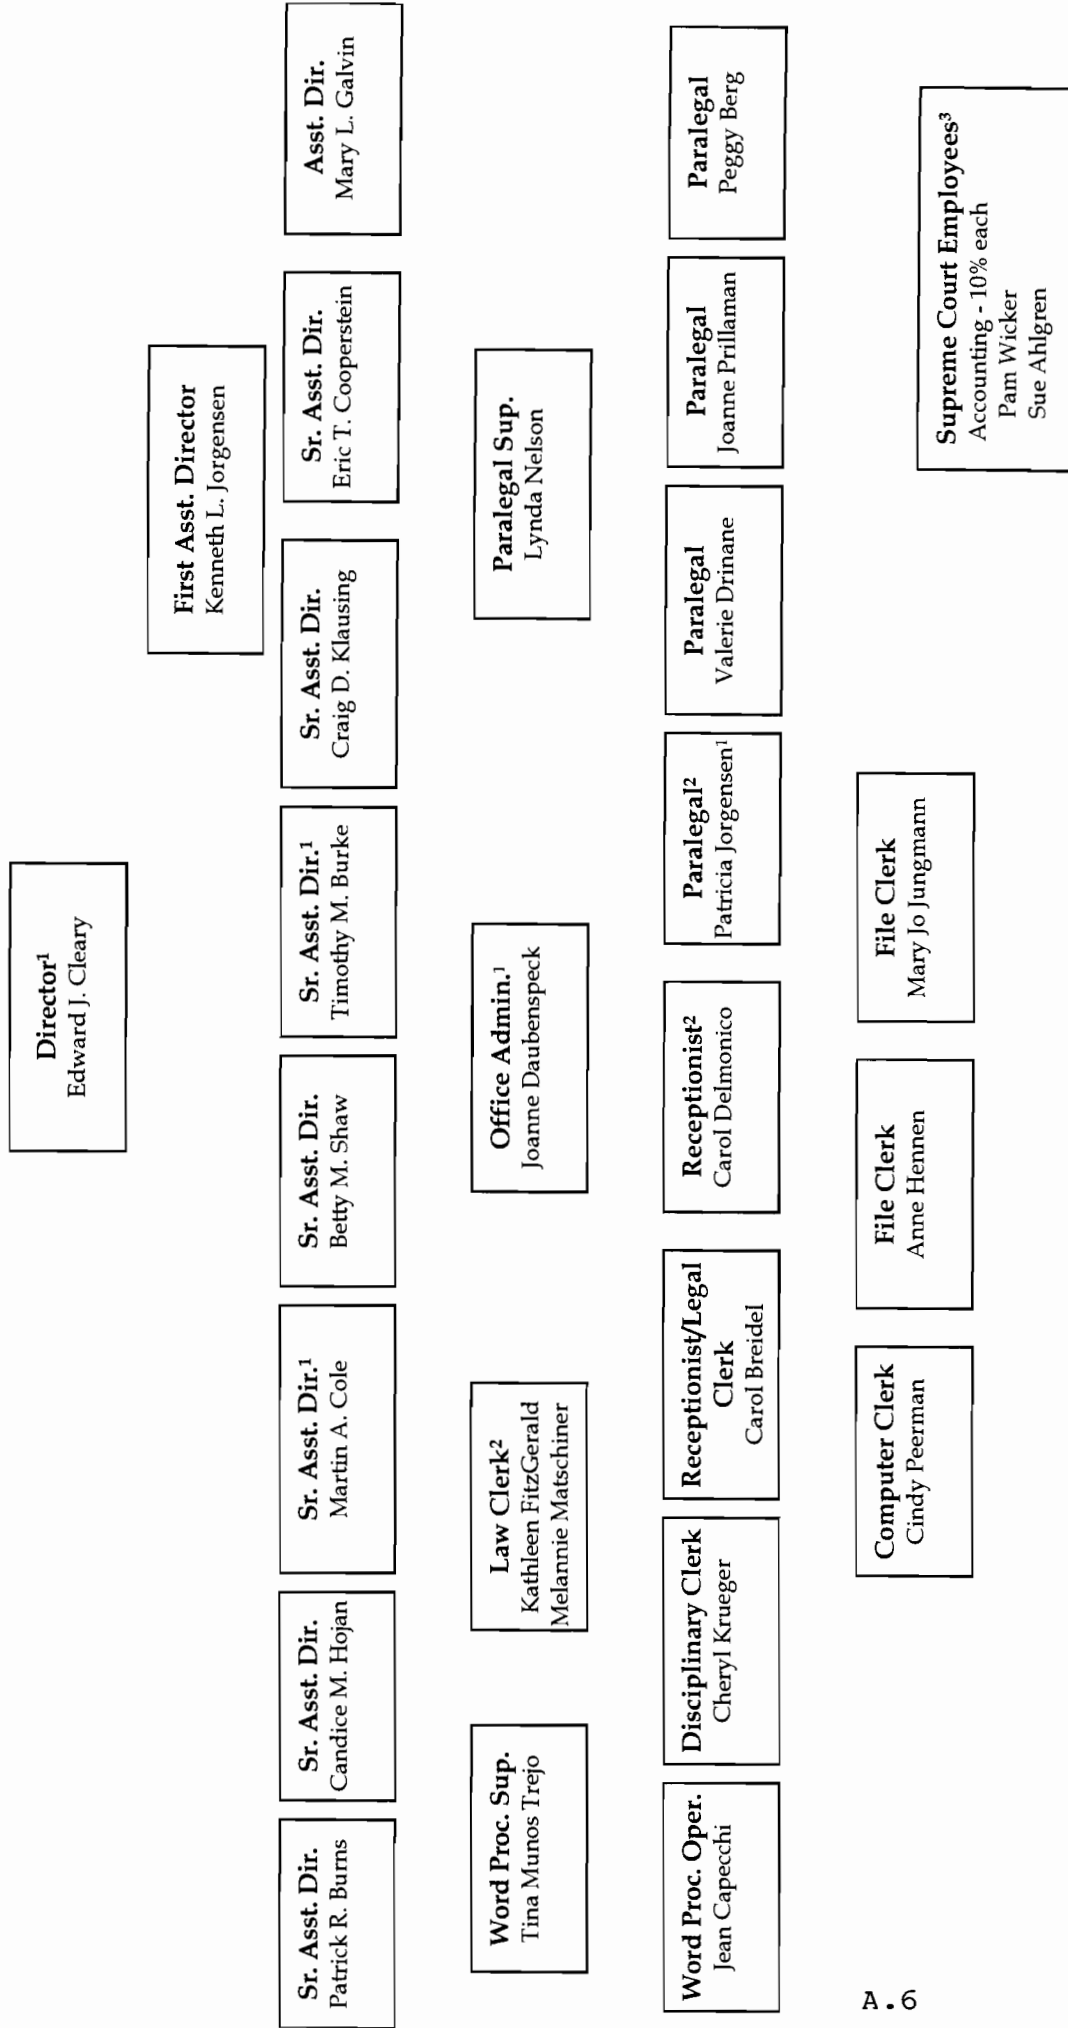 Director¹
Edward J. Cleary
First Asst. Director
Kenneth L. Jorgensen
Sr. Asst. Dir.
Patrick R. Burns
Sr. Asst. Dir.
Candice M. Hojan
Sr. Asst. Dir.¹
Martin A. Cole
Sr. Asst. Dir.
Betty M. Shaw
Sr. Asst. Dir.¹
Timothy M. Burke
Sr. Asst. Dir.
Craig D. Klausing
Sr. Asst. Dir.
Eric T. Cooperstein
Asst. Dir.
Mary L. Galvin
Word Proc. Sup.
Tina Munos Trejo
Law Clerk²
Kathleen FitzGerald
Melannie Matschiner
Office Admin.¹
Joanne Daubenspeck
Paralegal Sup.
Lynda Nelson
Word Proc. Oper.
Jean Capecchi
Disciplinary Clerk
Cheryl Krueger
Receptionist/Legal
Clerk
Carol Breidel
Receptionist²
Carol Delmonico
Paralegal²
Patricia Jorgensen¹
Paralegal
Valerie Drinane
Paralegal
Joanne Prillaman
Paralegal
Peggy Berg
Computer Clerk
Cindy Peerman
File Clerk
Anne Hennen
File Clerk
Mary Jo Jungmann
Supreme Court Employees³
Accounting - 10% each
Pam Wicker
Sue Ahlgren
A.6